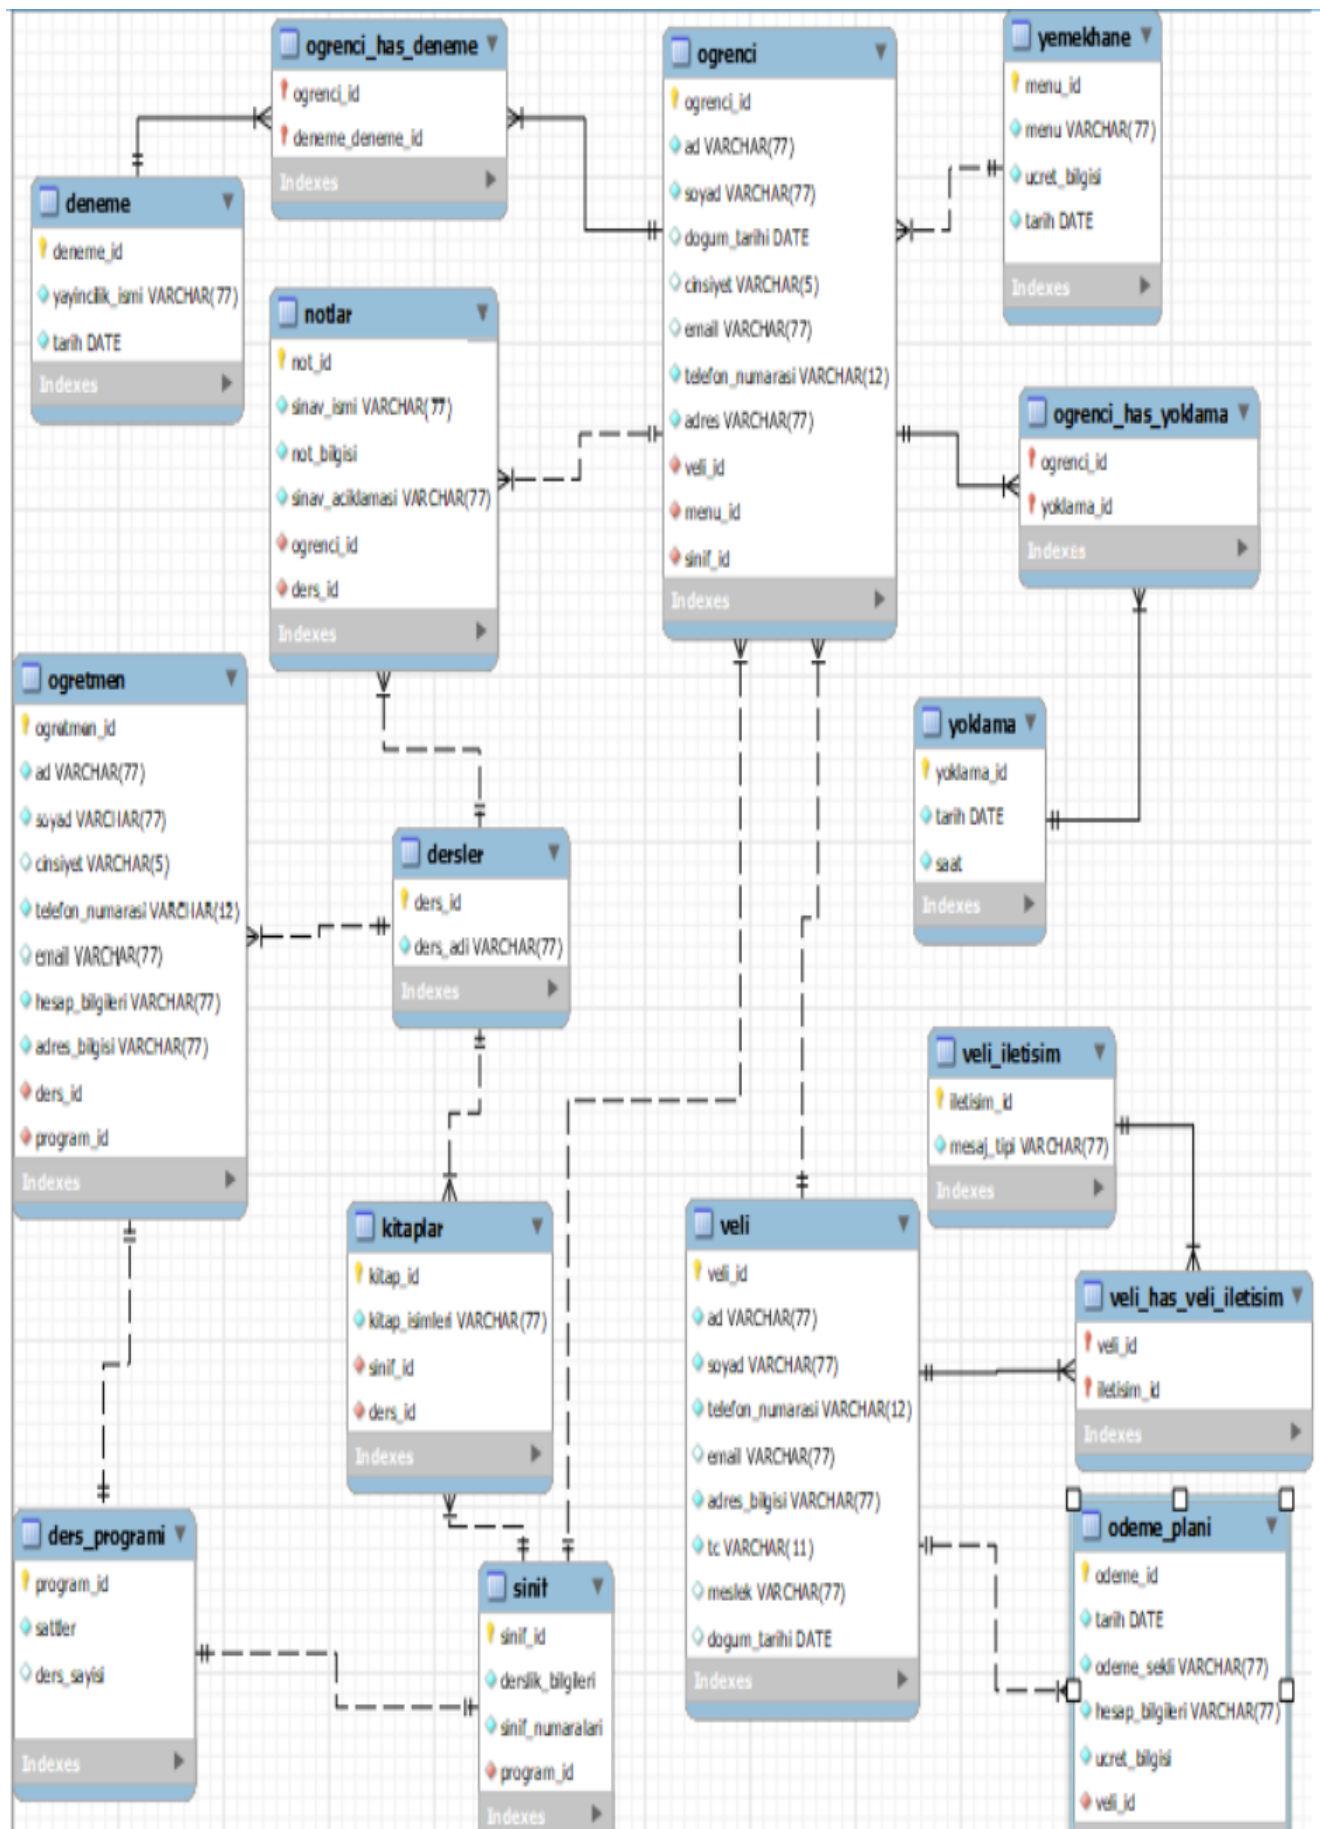 ogrenci_has_deneme
ogrenci_id
deneme_deneme_id
Indexes
ogrenci
ogrenci_id
ad VARCHAR(77)
soyad VARCHAR(77)
dogum_tarihi DATE
cinsiyet VARCHAR(5)
email VARCHAR(77)
telefon_numarasi VARCHAR(12)
adres VARCHAR(77)
veli_id
menu_id
sinif_id
Indexes
yemekhane
menu_id
menu VARCHAR(77)
ucret_bilgisi
tarih DATE
Indexes
deneme
deneme_id
yayincilik_ismi VARCHAR(77)
tarih DATE
Indexes
notlar
not_id
sinav_ismi VARCHAR(77)
not_bilgisi
sinav_aciklamasi VARCHAR(77)
ogrenci_id
ders_id
Indexes
ogrenci_has_yoklama
ogrenci_id
yoklama_id
Indexes
ogretmen
ogretmen_id
ad VARCHAR(77)
soyad VARCHAR(77)
cinsiyet VARCHAR(5)
telefon_numarasi VARCHAR(12)
email VARCHAR(77)
hesap_bilgileri VARCHAR(77)
adres_bilgisi VARCHAR(77)
ders_id
program_id
Indexes
yoklama
yoklama_id
tarih DATE
saat
Indexes
dersler
ders_id
ders_adi VARCHAR(77)
Indexes
veli_iletisim
iletisim_id
mesaj_tipi VARCHAR(77)
Indexes
kitaplar
kitap_id
kitap_isimleri VARCHAR(77)
sinif_id
ders_id
Indexes
veli
veli_id
ad VARCHAR(77)
soyad VARCHAR(77)
telefon_numarasi VARCHAR(12)
email VARCHAR(77)
adres_bilgisi VARCHAR(77)
tc VARCHAR(11)
meslek VARCHAR(77)
dogum_tarihi DATE
Indexes
veli_has_veli_iletisim
veli_id
iletisim_id
Indexes
ders_programi
program_id
sattler
ders_sayisi
Indexes
sinif
sinif_id
derslik_bilgileri
sinif_numaralari
program_id
Indexes
odeme_plani
odeme_id
tarih DATE
odeme_sekli VARCHAR(77)
hesap_bilgileri VARCHAR(77)
ucret_bilgisi
veli_id